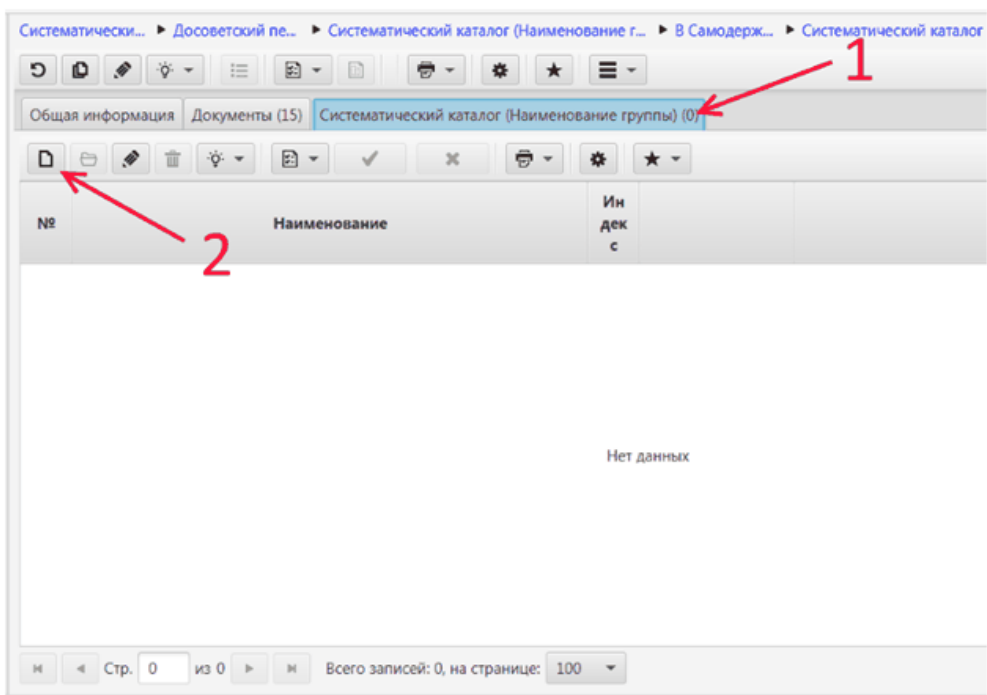 Систематически... ► Досоветский пе... ► Систематический каталог (Наименование г... ► В Самодерж... ► Систематический каталог
1
Общая информация Документы (15) Систематический каталог (Наименование группы) (0)
2
№ Наименование Ин
дек
с
Нет данных
Стр. 0 из 0 Всего записей: 0, на странице: 100